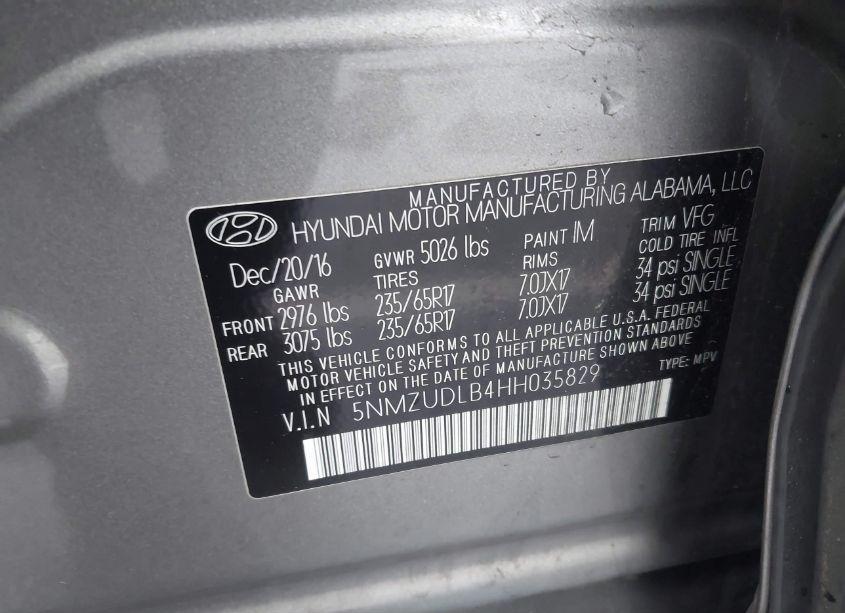 MANUFACTURED BY
HYUNDAI MOTOR MANUFACTURING ALABAMA, LLC
Dec/20/16 GVWR 5026 lbs PAINT IM TRIM VFG
GAWR TIRES RIMS COLD TIRE INFL
FRONT 2976 lbs 235/65R17 7.0JX17 34 psi SINGLE
REAR 3075 lbs 235/65R17 7.0JX17 34 psi SINGLE
THIS VEHICLE CONFORMS TO ALL APPLICABLE U.S.A. FEDERAL
MOTOR VEHICLE SAFETY AND THEFT PREVENTION STANDARDS
IN EFFECT ON THE DATE OF MANUFACTURE SHOWN ABOVE
V.I.N 5NMZUDLB4HH035829 TYPE: MPV